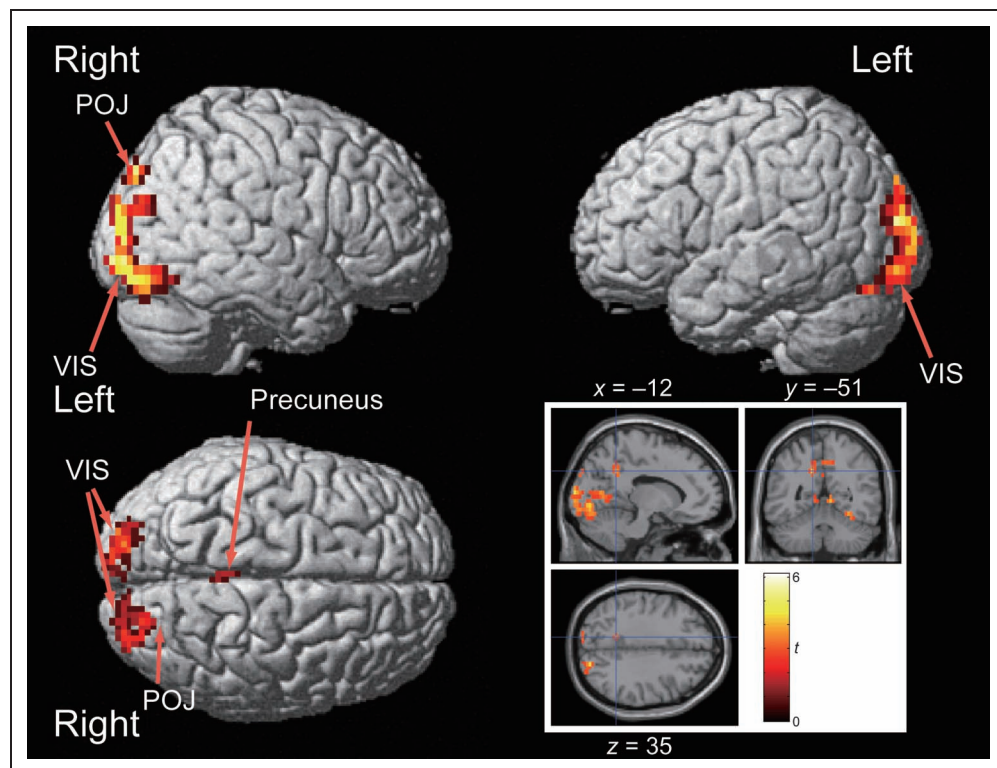 Right
POJ
VIS
Left
VIS
Left
VIS
Precuneus
POJ
Right
x = –12
y = –51
z = 35
6
t
0